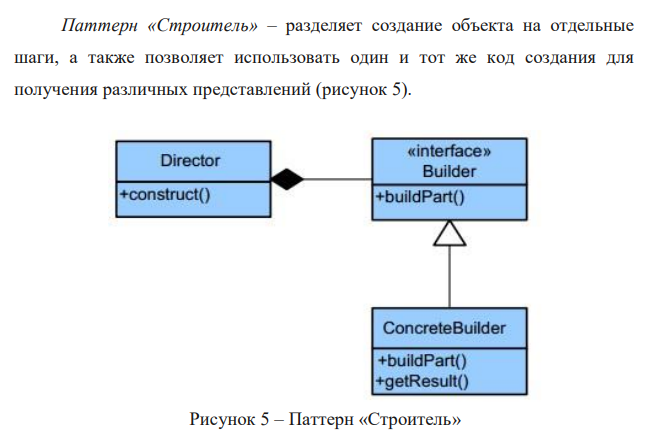 Паттерн «Строитель» – разделяет создание объекта на отдельные
шаги, а также позволяет использовать один и тот же код создания для
получения различных представлений (рисунок 5).
Director
+construct()
«interface»
Builder
+buildPart()
ConcreteBuilder
+buildPart()
+getResult()
Рисунок 5 – Паттерн «Строитель»